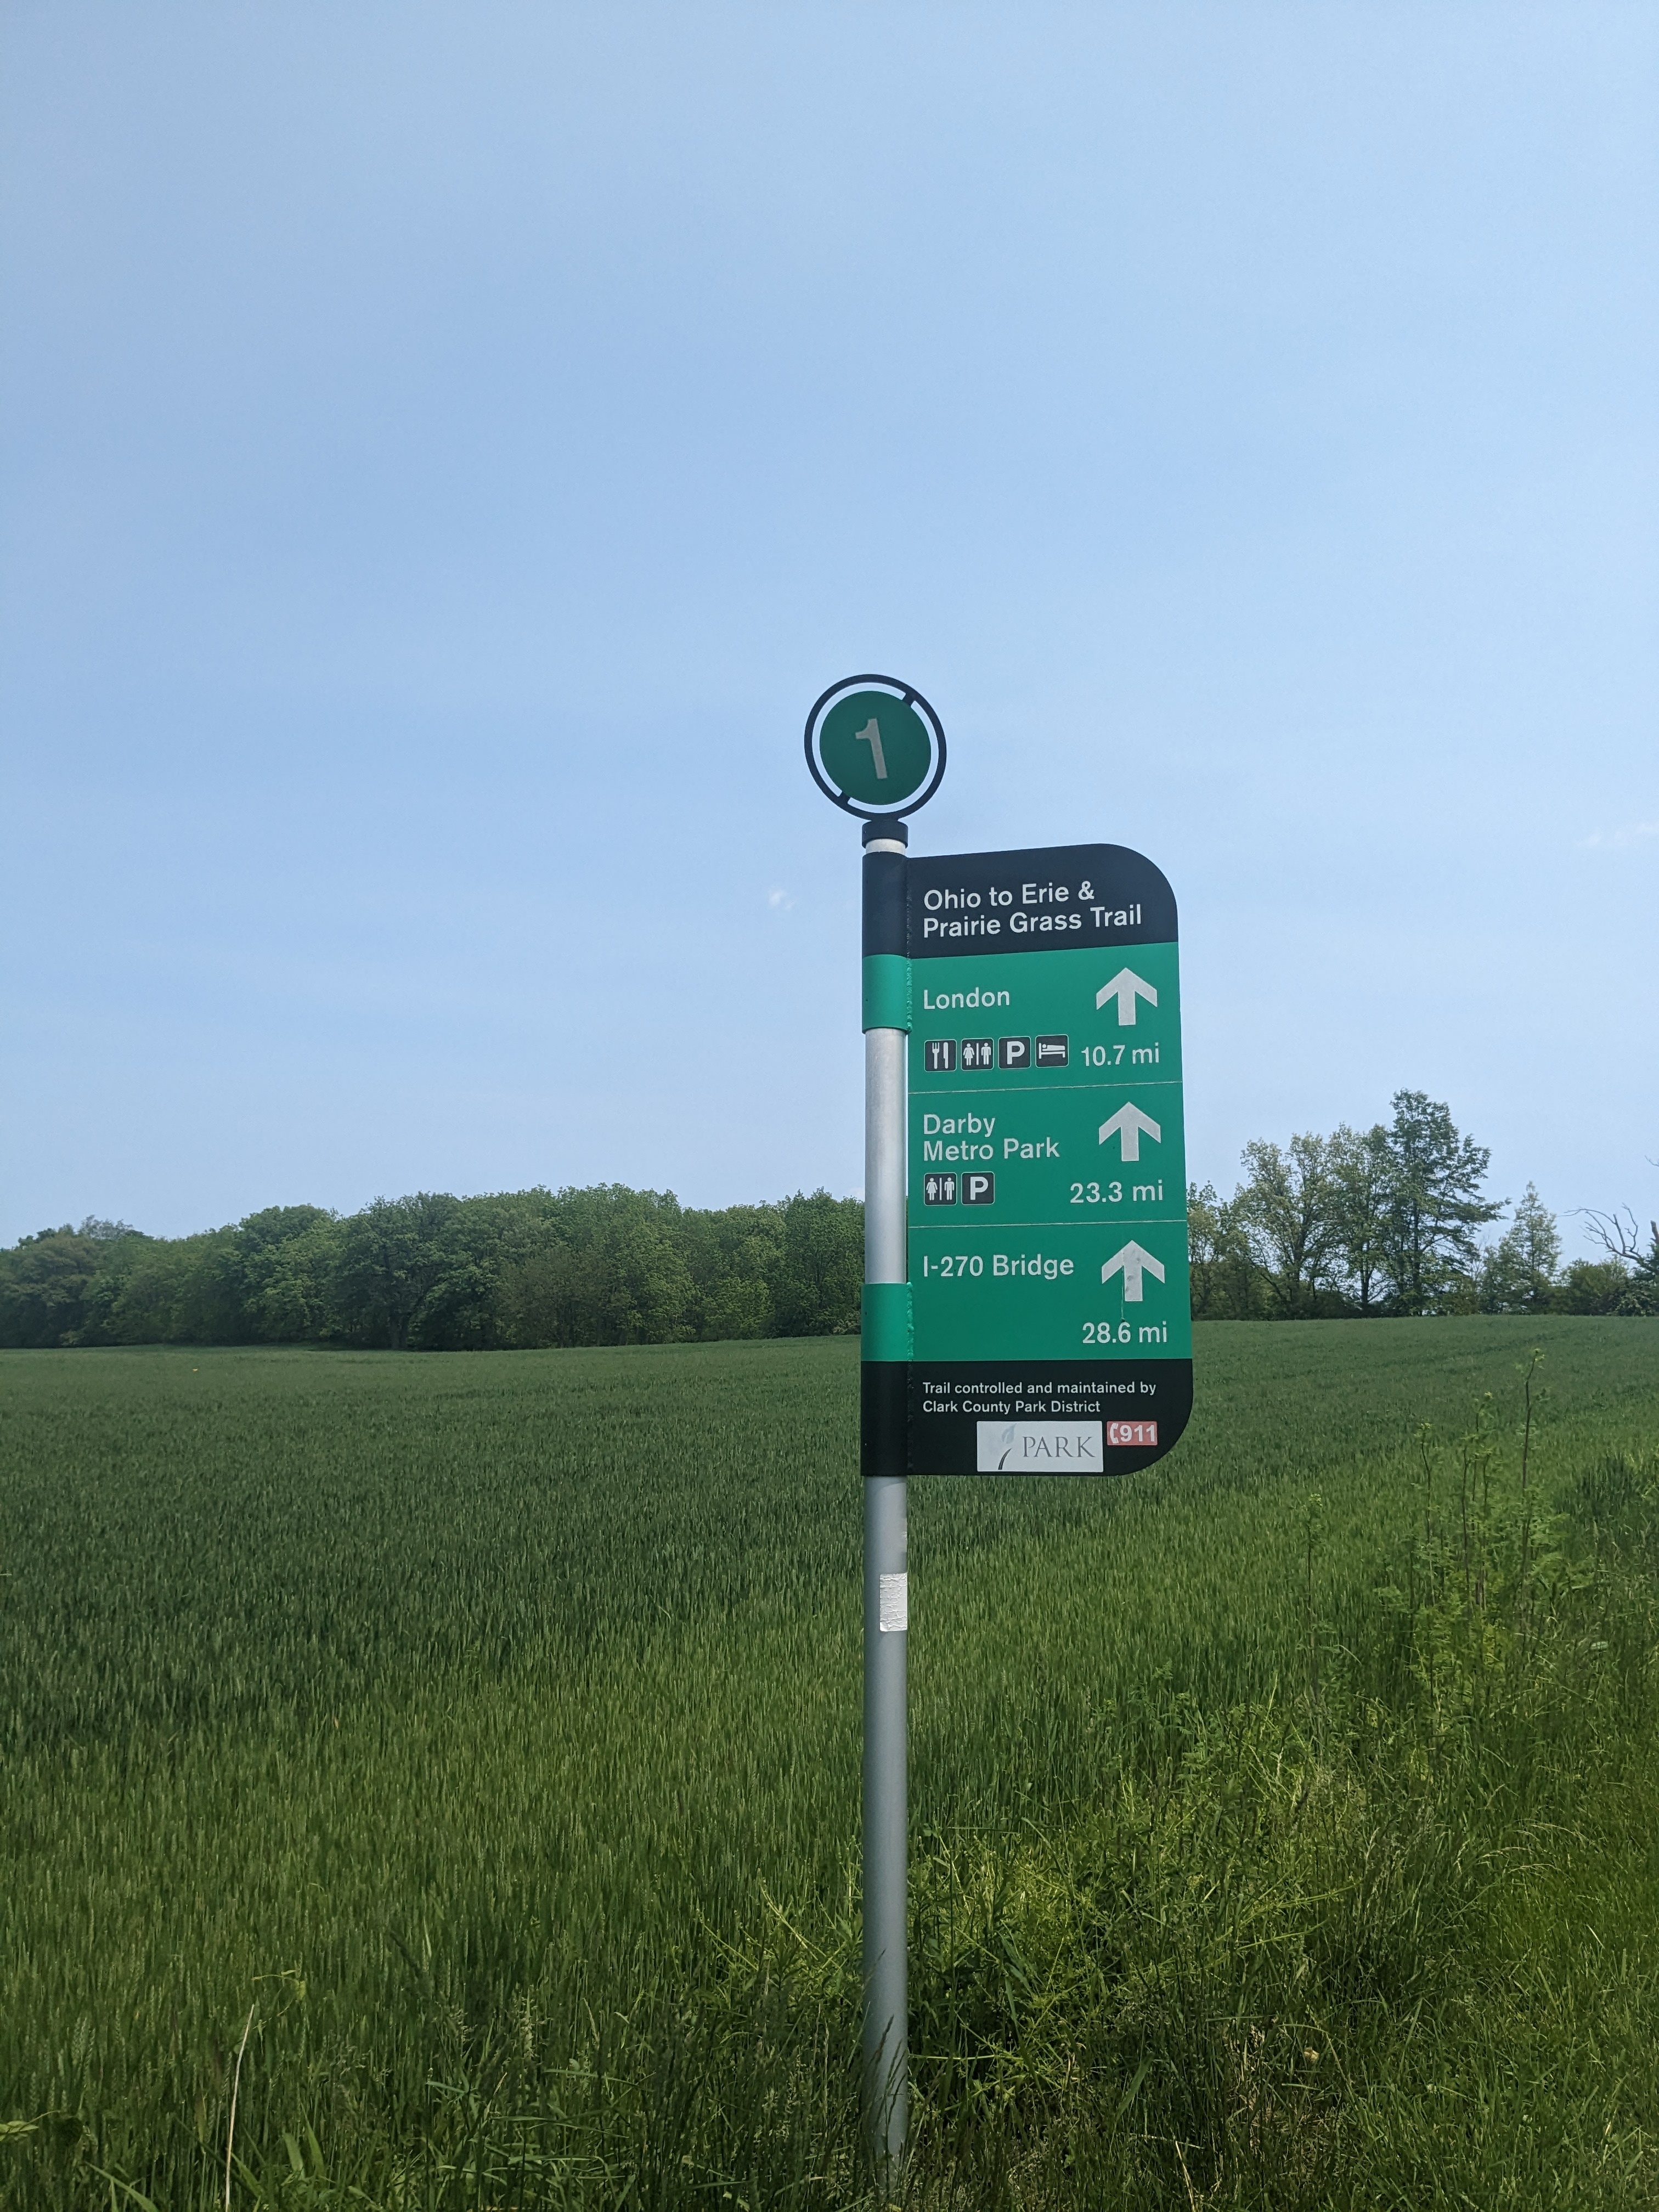 1
Ohio to Erie &
Prairie Grass Trail
London
P
10.7 mi
Darby
Metro Park
P
23.3 mi
I-270 Bridge
28.6 mi
Trail controlled and maintained by
Clark County Park District
PARK
911